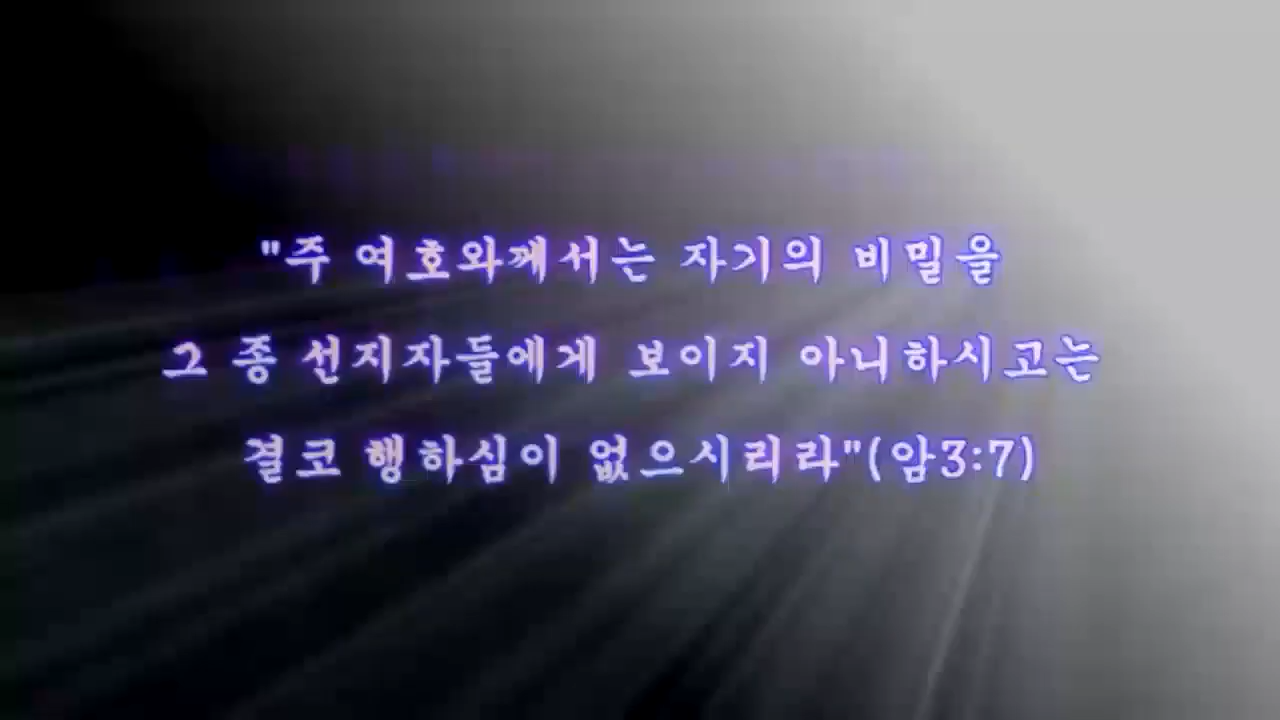 "주 여호와께서는 자기의 비밀을
그 종 선지자들에게 보이지 아니하시고는
결코 행하심이 없으시리라"(암3:7)